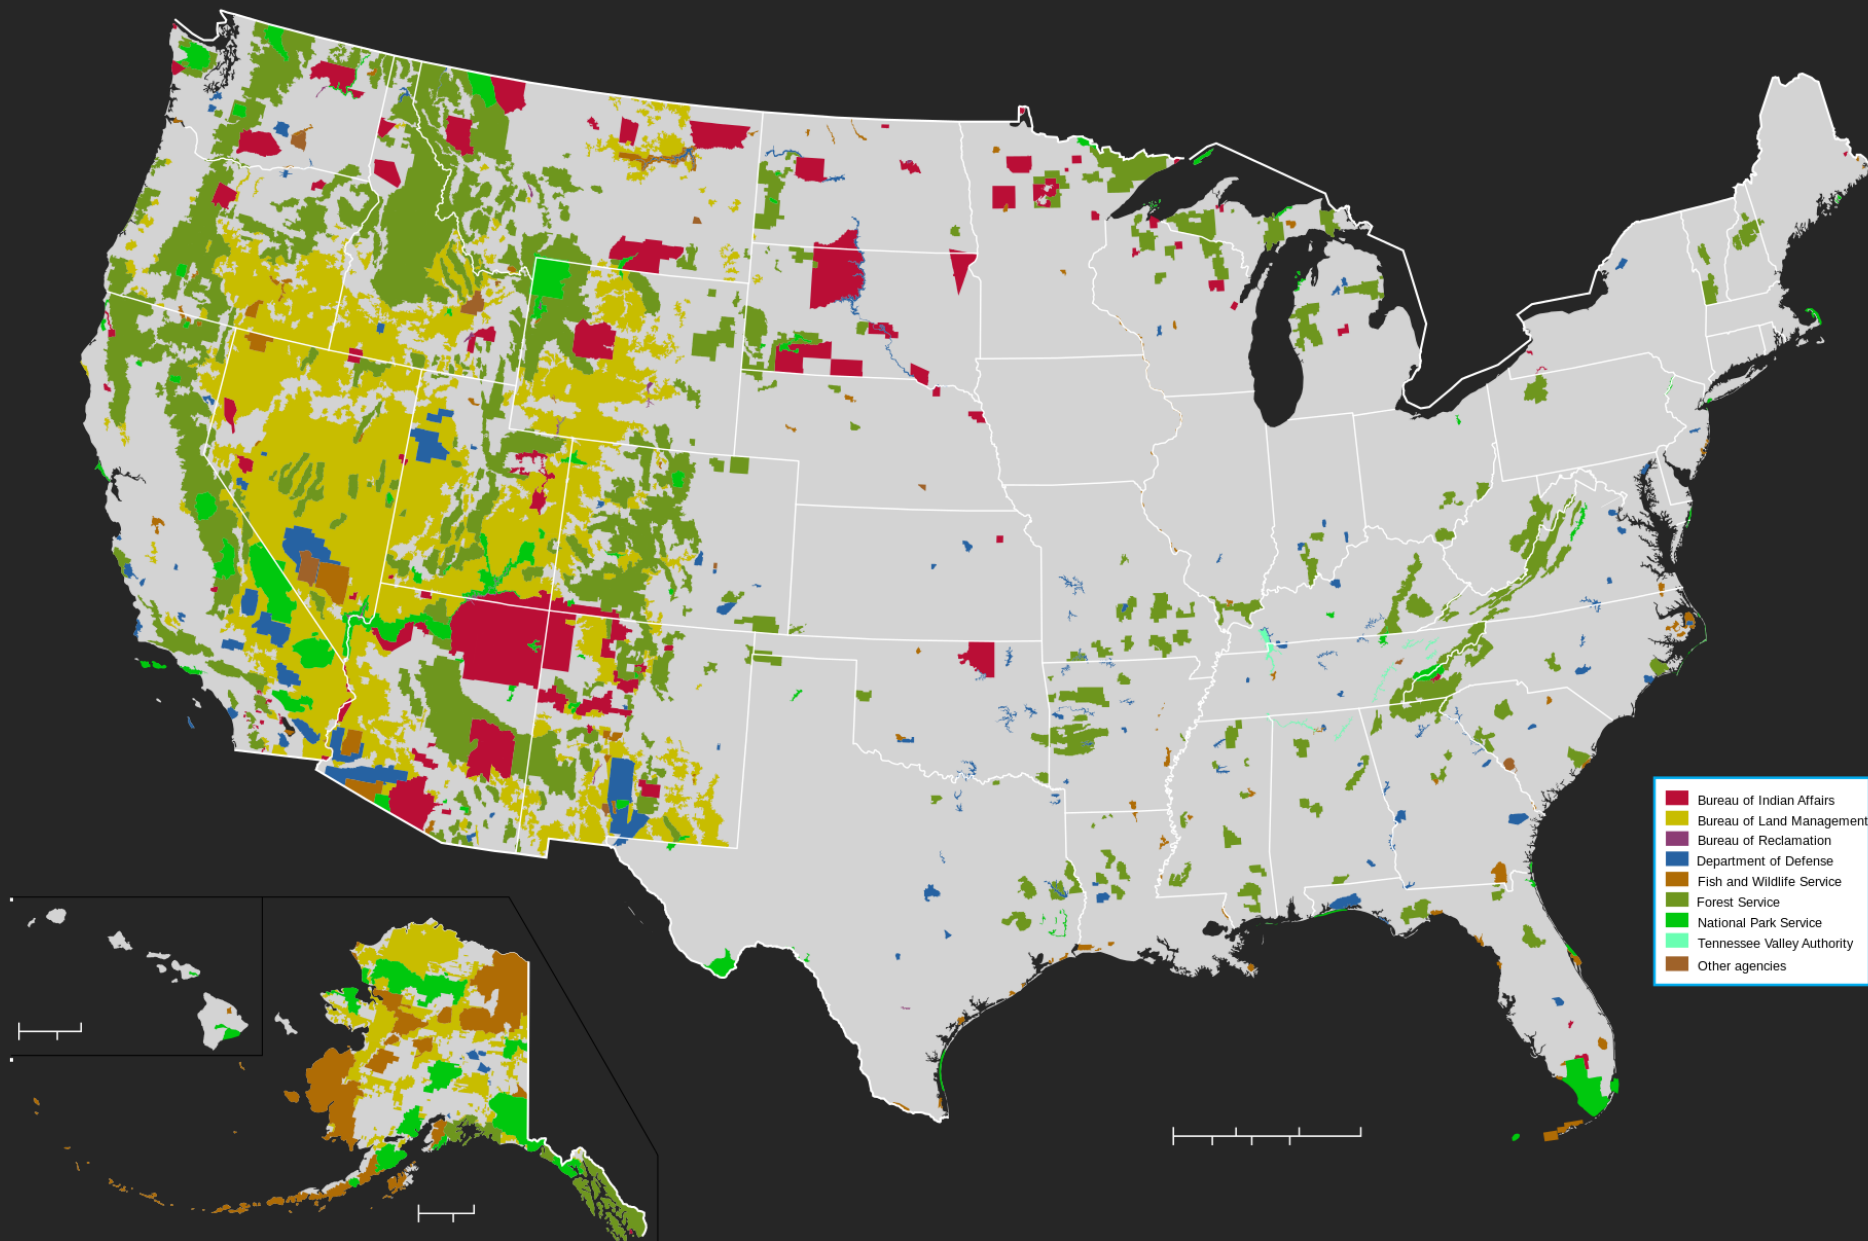 Bureau of Indian Affairs
Bureau of Land Management
Bureau of Reclamation
Department of Defense
Fish and Wildlife Service
Forest Service
National Park Service
Tennessee Valley Authority
Other agencies